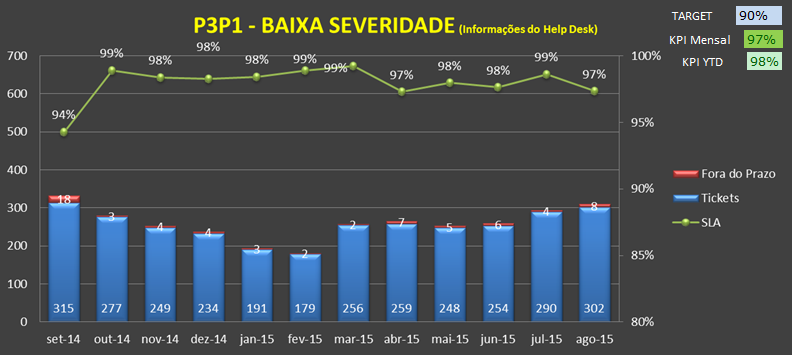 P3P1 - BAIXA SEVERIDADE (Informações do Help Desk)
TARGET 90%
KPI Mensal 97%
KPI YTD 98%
700 100%
600
500 95%
400
300 90%
200
100 85%
0 80%
94% 99% 98% 98% 98% 99% 99% 97% 98% 98% 99% 97%
18 3 4 4 3 2 2 7 5 6 4 8
315 277 249 234 191 179 256 259 248 254 290 302
set-14 out-14 nov-14 dez-14 jan-15 fev-15 mar-15 abr-15 mai-15 jun-15 jul-15 ago-15
Fora do Prazo
Tickets
SLA